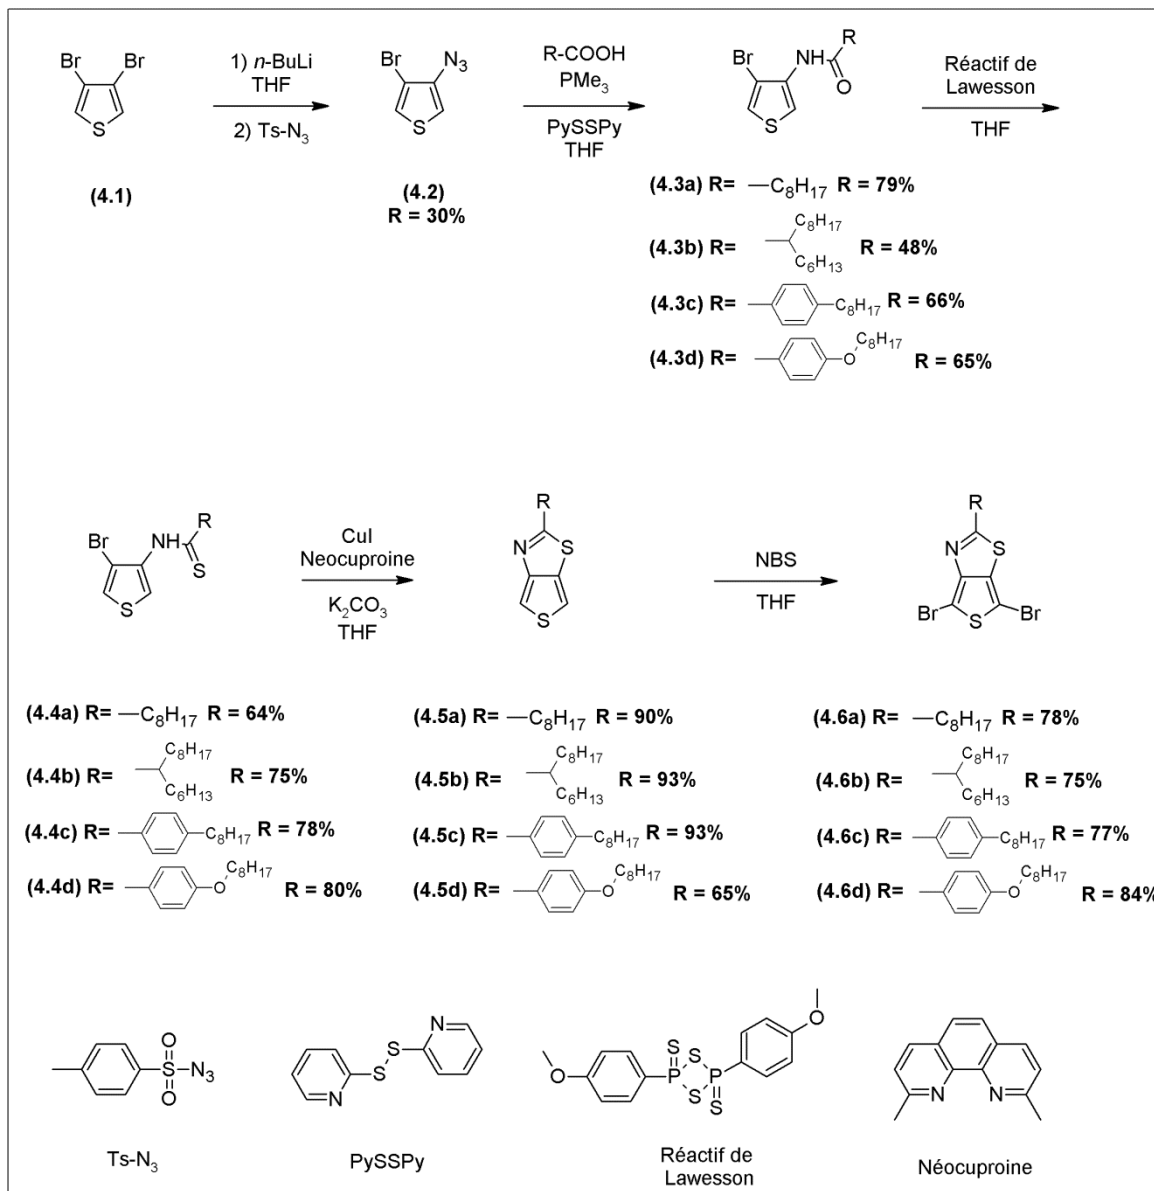 Br Br
S
(4.1)
1) n-BuLi
THF
2) Ts-N3
Br N3
S
(4.2)
R = 30%
R-COOH
PMe3
PySSPy
THF
R
Br NH
O
S
Réactif de
Lawesson
THF
(4.3a) R= C8H17 R = 79%
C8H17
(4.3b) R= R = 48%
C6H13
(4.3c) R= C8H17 R = 66%
C8H17
(4.3d) R= O R = 65%
R
Br NH
S
S
CuI
Neocuproine
K2CO3
THF
R
N S
S
NBS
THF
R
N S
Br Br
S
(4.4a) R= C8H17 R = 64%
C8H17
(4.4b) R= R = 75%
C6H13
(4.4c) R= C8H17 R = 78%
C8H17
(4.4d) R= O R = 80%
(4.5a) R= C8H17 R = 90%
C8H17
(4.5b) R= R = 93%
C6H13
(4.5c) R= C8H17 R = 93%
C8H17
(4.5d) R= O R = 65%
(4.6a) R= C8H17 R = 78%
C8H17
(4.6b) R= R = 75%
C6H13
(4.6c) R= C8H17 R = 77%
C8H17
(4.6d) R= O R = 84%
O
S N3
O
Ts-N3
N
S
S
N
PySSPy
O
S
S
O P P
S
S
Réactif de
Lawesson
N N
Néocuproine